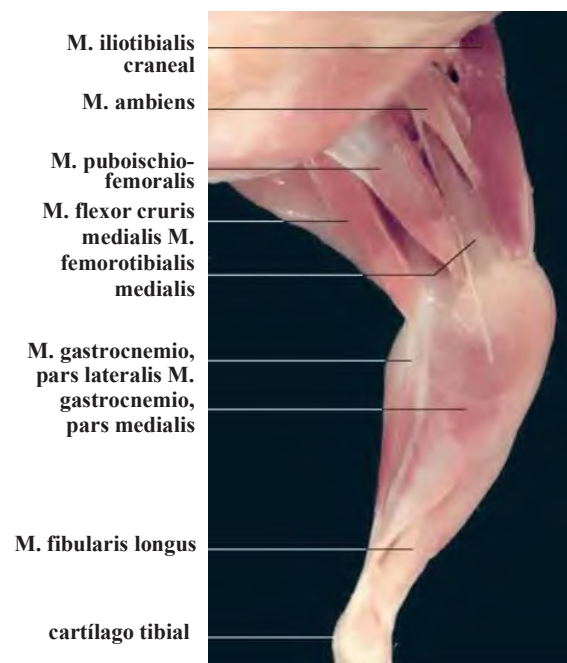 M. iliotibialis
craneal
M. ambiens
M. puboischio-
femoralis
M. flexor cruris
medialis M.
femorotibialis
medialis
M. gastrocnemio,
pars lateralis M.
gastrocnemio,
pars medialis
M. fibularis longus
cartílago tibial